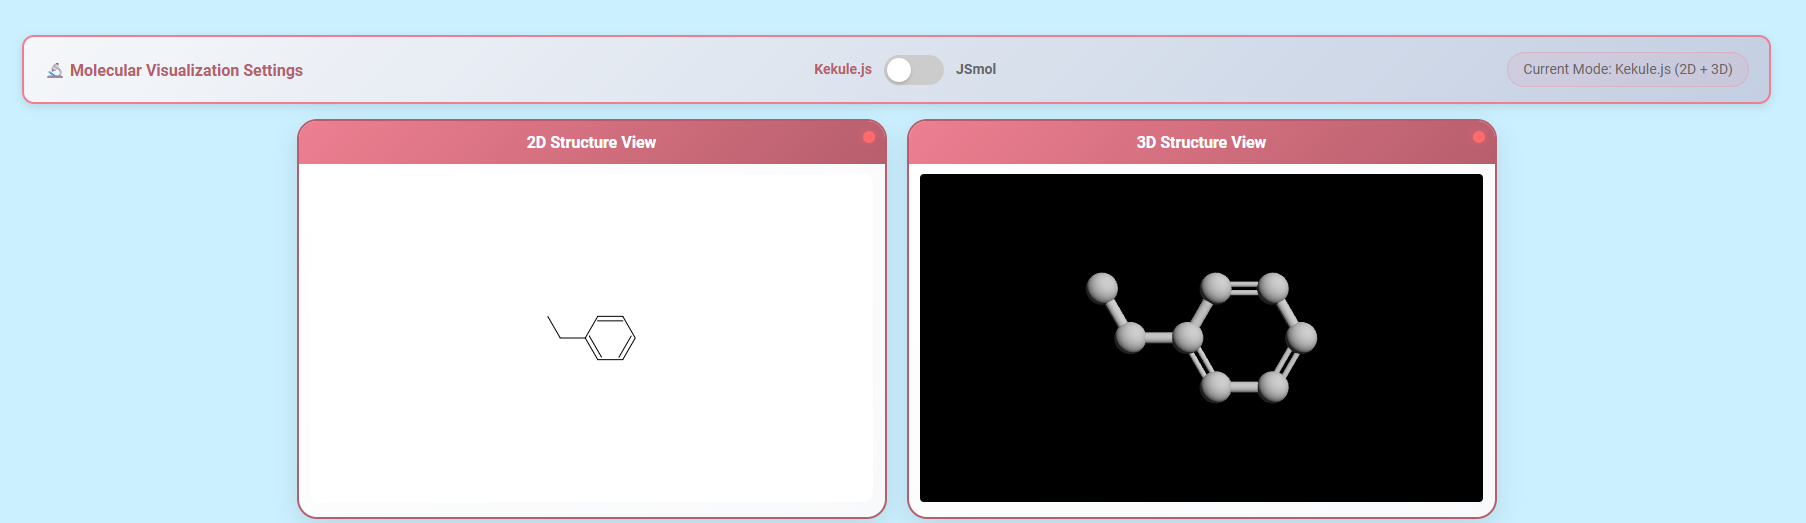 Molecular Visualization Settings
Kekule.js
JSmol
Current Mode: Kekule.js (2D + 3D)
2D Structure View
3D Structure View